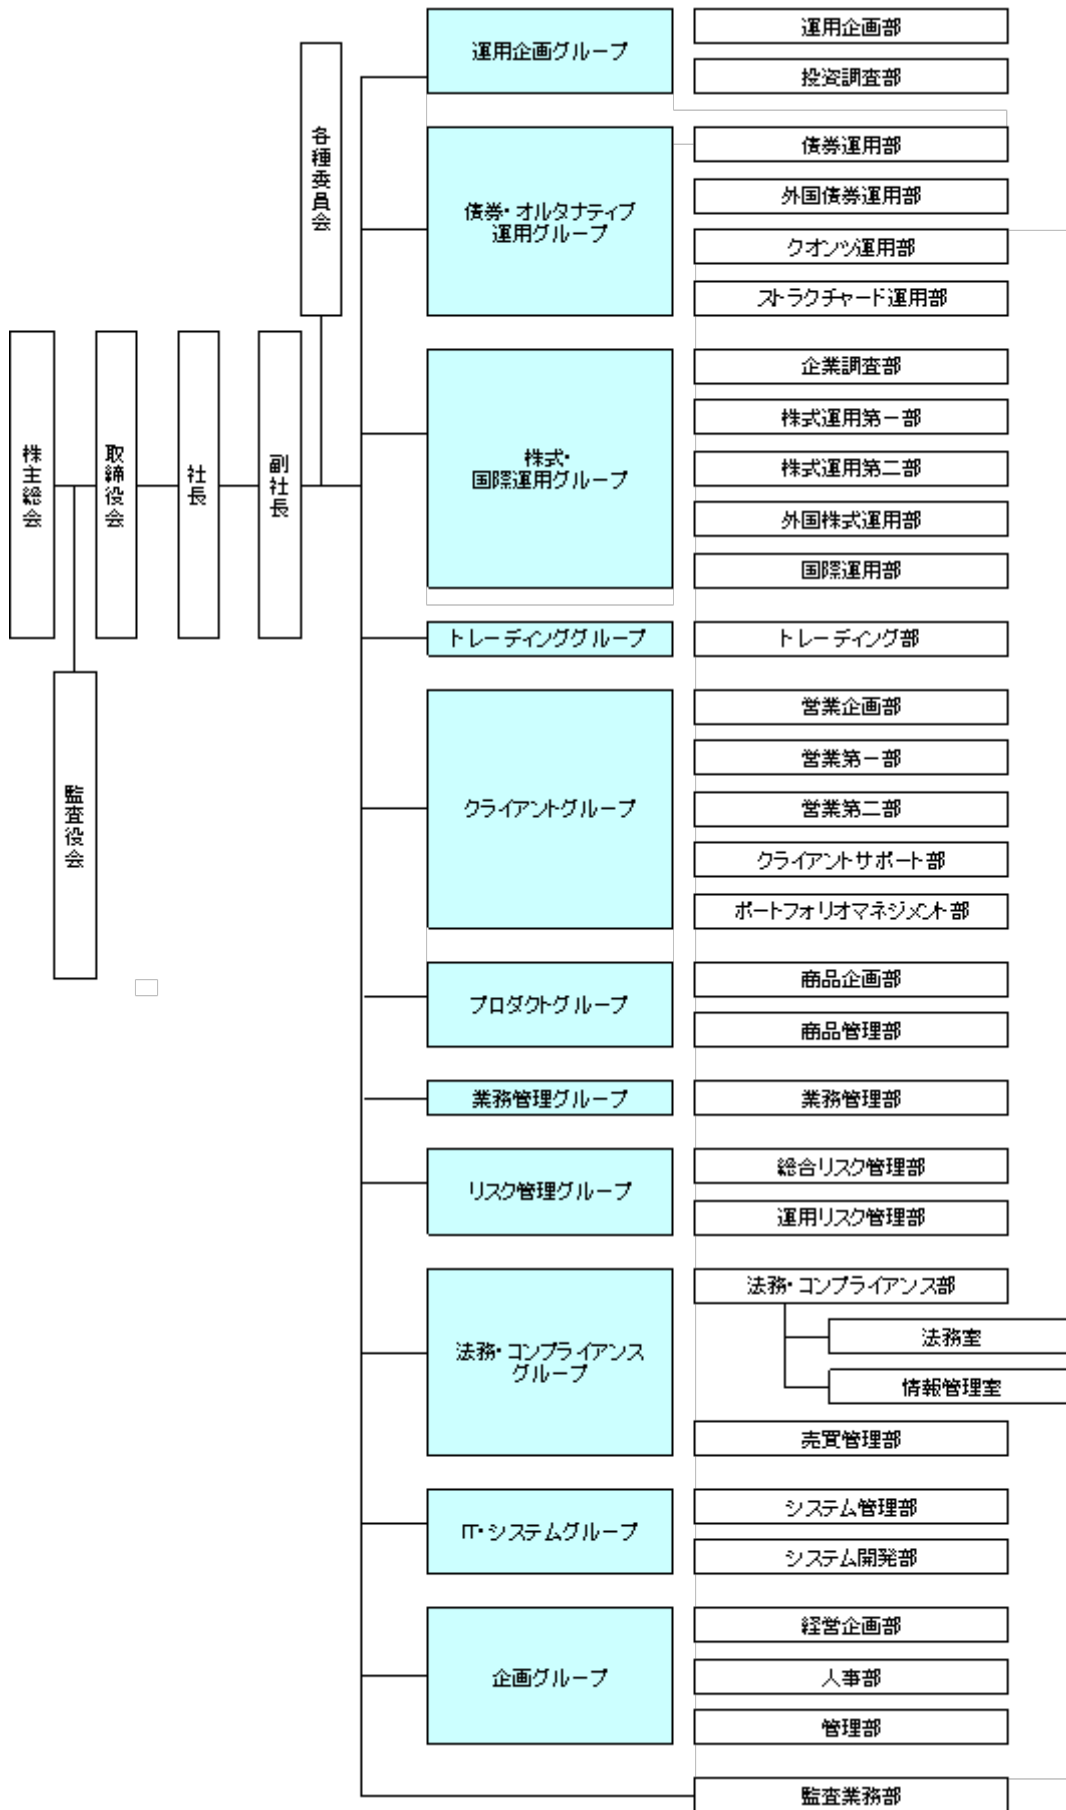 株主総会
監査役会
取締役会
社長
副社長
各種委員会
運用企画グループ
運用企画部
投資調査部
債券・オルタナティブ
運用グループ
債券運用部
外国債券運用部
クオンツ運用部
ストラクチャード運用部
株式・
国際運用グループ
企業調査部
株式運用第一部
株式運用第二部
外国株式運用部
国際運用部
トレーディンググループ
トレーディング部
クライアントグループ
営業企画部
営業第一部
営業第二部
クライアントサポート部
ポートフォリオマネジメント部
プロダクトグループ
商品企画部
商品管理部
業務管理グループ
業務管理部
リスク管理グループ
総合リスク管理部
運用リスク管理部
法務・コンプライアンス
グループ
法務・コンプライアンス部
法務室
情報管理室
売買管理部
IT・システムグループ
システム管理部
システム開発部
企画グループ
経営企画部
人事部
管理部
監査業務部